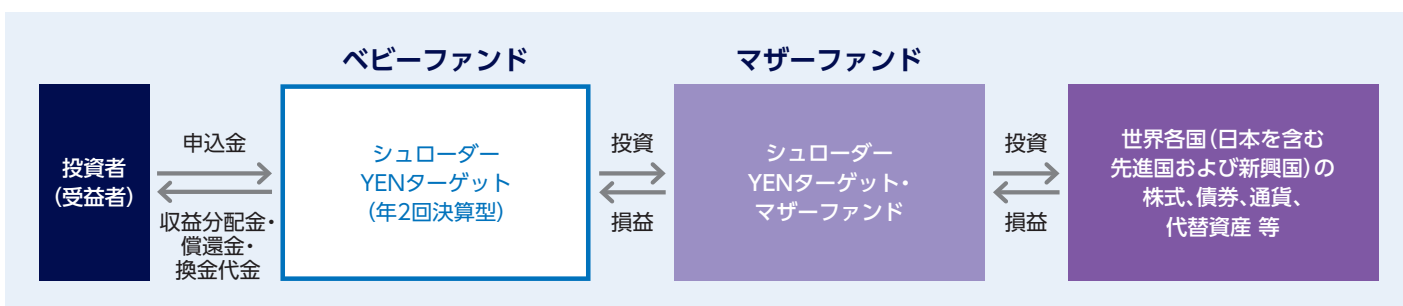 ベビーファンド
マザーファンド
投資者
(受益者)
申込金
収益分配金・
償還金・
換金代金
シュローダー
YENターゲット
(年2回決算型)
投資
損益
シュローダー
YENターゲット・
マザーファンド
投資
損益
世界各国(日本を含む
先進国および新興国)の
株式、債券、通貨、
代替資産 等